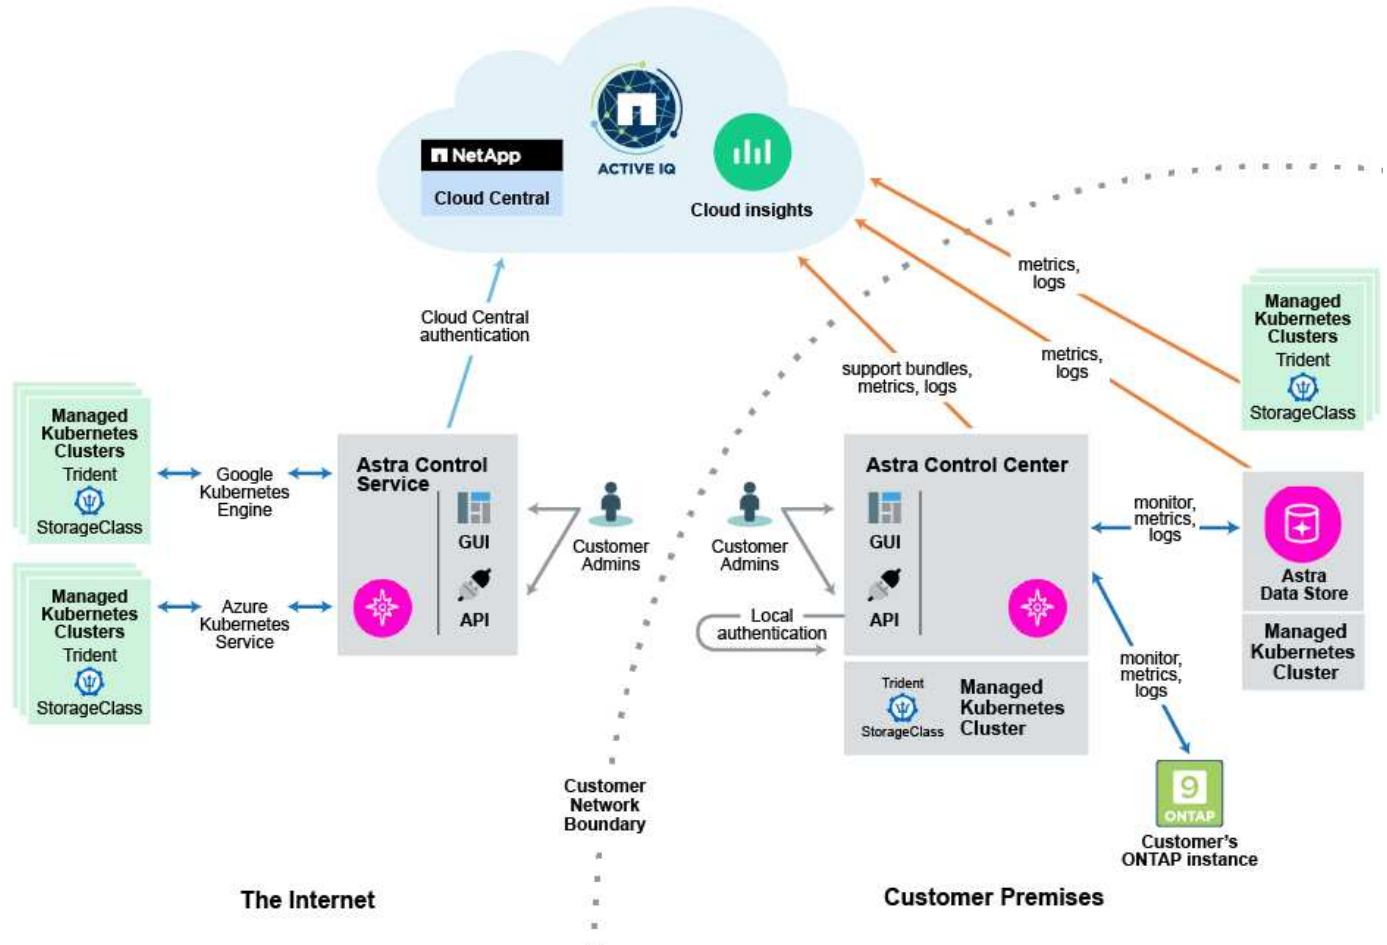 NetApp
Cloud Central
ACTIVE IQ
Cloud insights
Cloud Central
authentication
metrics,
logs
metrics,
logs
support bundles,
metrics, logs
Managed
Kubernetes
Clusters
Trident
StorageClass
Managed
Kubernetes
Clusters
Trident
StorageClass
Google
Kubernetes
Engine
Managed
Kubernetes
Clusters
Trident
StorageClass
Azure
Kubernetes
Service
Astra Control
Service
GUI
API
Customer
Admins
Customer
Admins
Local
authentication
Astra Control Center
GUI
API
Trident
StorageClass
Managed
Kubernetes
Cluster
monitor,
metrics,
logs
Astra
Data Store
Managed
Kubernetes
Cluster
monitor,
metrics,
logs
9
ONTAP
Customer's
ONTAP instance
Customer
Network
Boundary
The Internet
Customer Premises